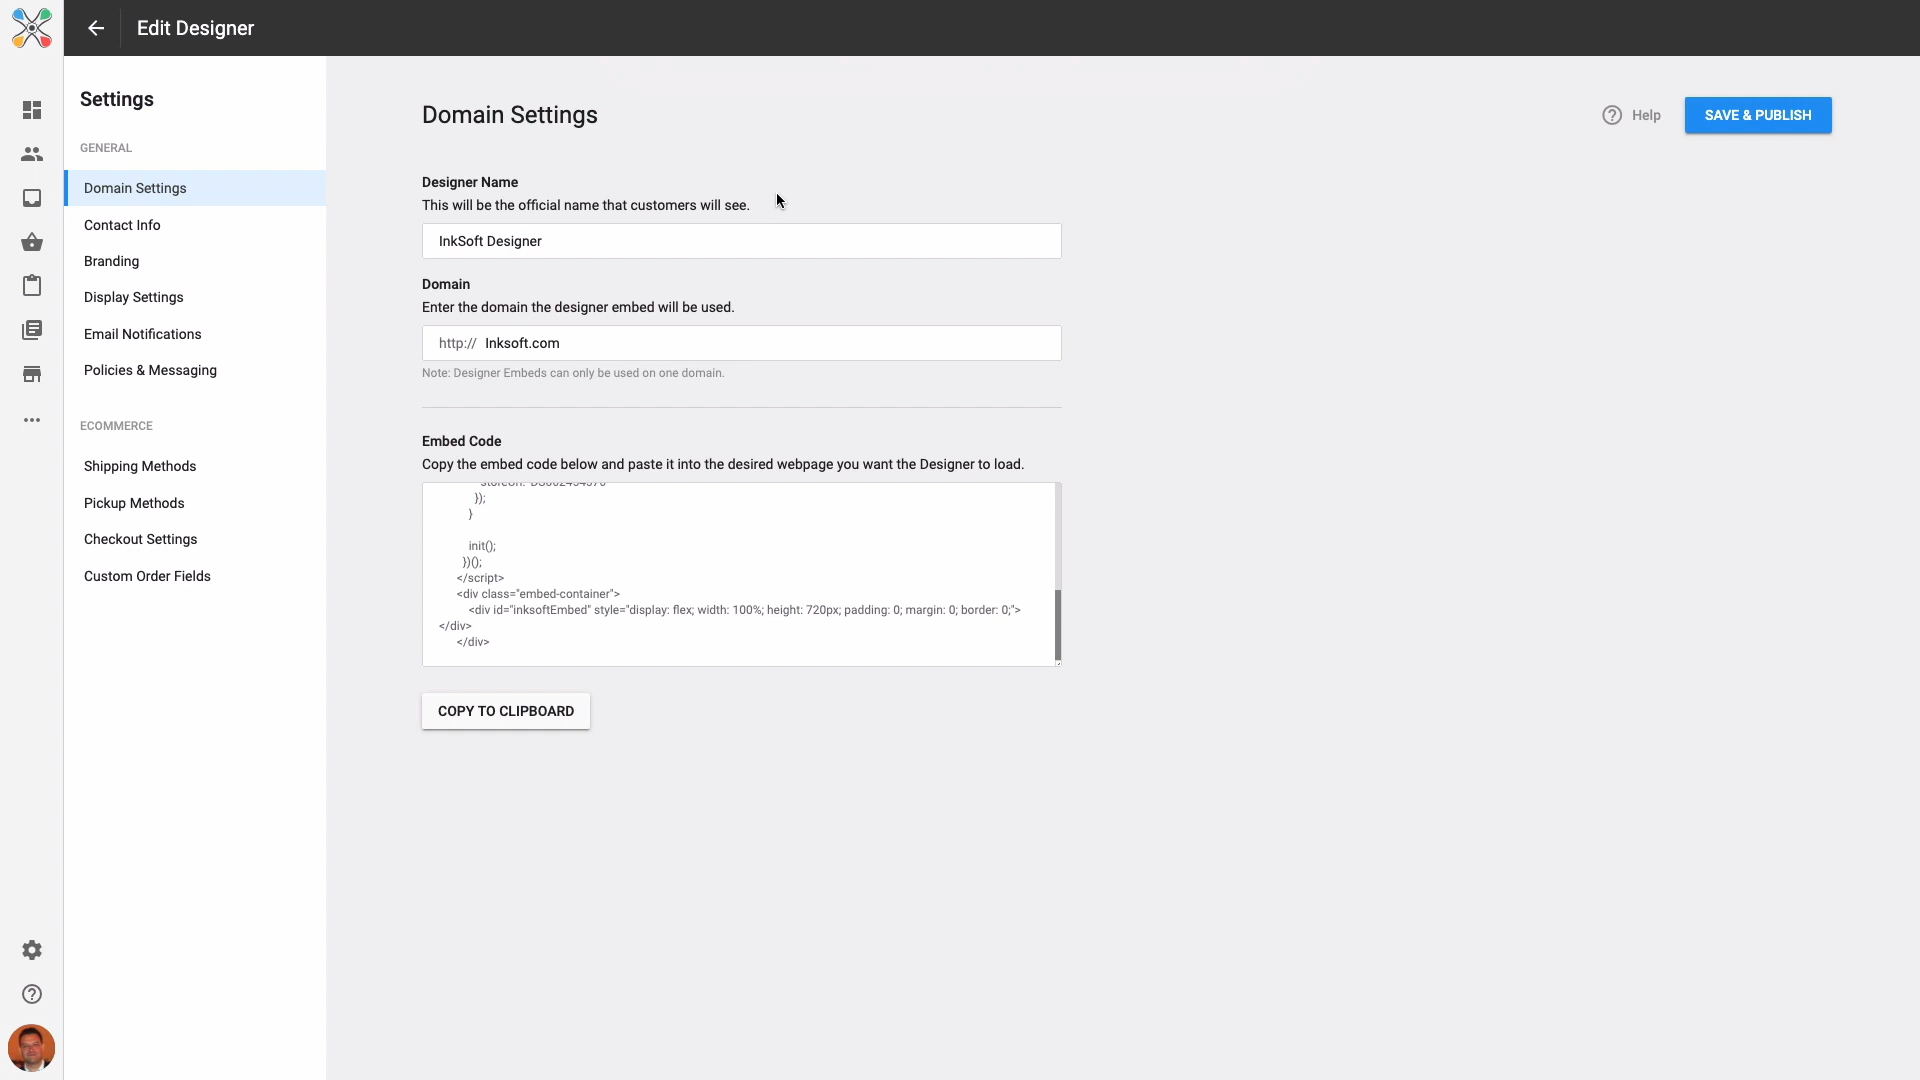 Edit Designer
Settings
GENERAL
Domain Settings
Contact Info
Branding
Display Settings
Email Notifications
Policies & Messaging
ECOMMERCE
Shipping Methods
Pickup Methods
Checkout Settings
Custom Order Fields
Domain Settings
Help
SAVE & PUBLISH
Designer Name
This will be the official name that customers will see.
InkSoft Designer
Domain
Enter the domain the designer embed will be used.
http:// Inksoft.com
Note: Designer Embeds can only be used on one domain.
Embed Code
Copy the embed code below and paste it into the desired webpage you want the Designer to load.
});
}
init();
})();
</script>
<div class="embed-container">
<div id="inksoftEmbed" style="display: flex; width: 100%; height: 720px; padding: 0; margin: 0; border: 0;">
</div>
</div>
COPY TO CLIPBOARD